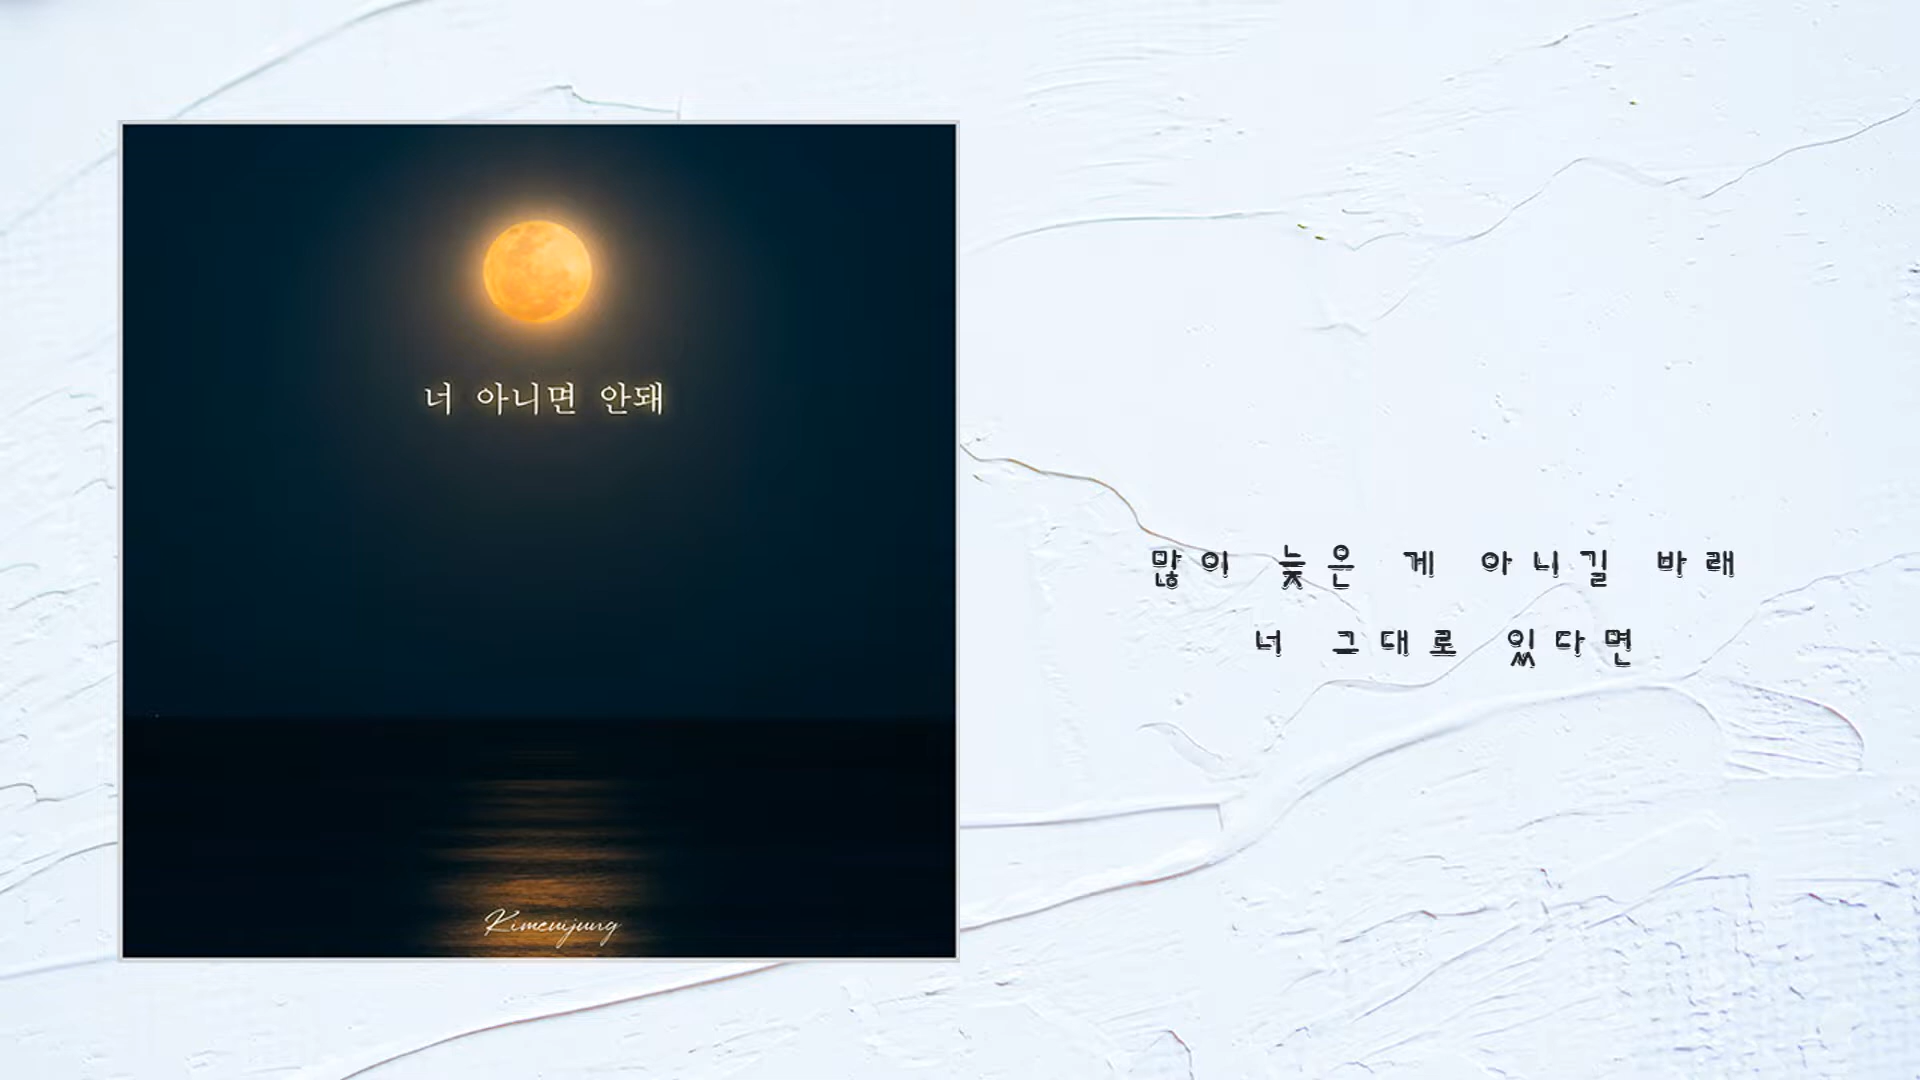 너 아니면 안돼
Kimeuijung
많이 늦은 게 아니길 바래
너 그대로 있다면